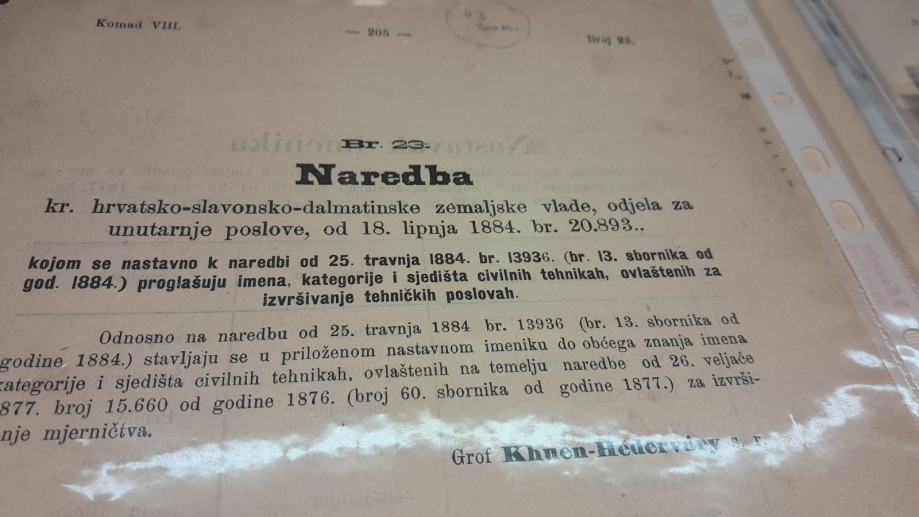 Komad VIII.
— 205 —
Broj 23.
Br. 23.
Naredba
kr. hrvatsko-slavonsko-dalmatinske zemaljske vlade, odjela za
unutarnje poslove, od 18. lipnja 1884. br. 20.893..
kojom se nastavno k naredbi od 25. travnja 1884. br. 13936. (br. 13. sbornika od
god. 1884.) proglašuju imena, kategorije i sjedišta civilnih tehnikah, ovlaštenih za
izvršivanje tehničkih poslovah.
Odnosno na naredbu od 25. travnja 1884 br. 13936 (br. 13. sbornika od
godine 1884.) stavljaju se u priloženom nastavnom imeniku do obćega znanja imena
kategorije i sjedišta civilnih tehnikah, ovlaštenih na temelju naredbe od 26. veljače
877. broj 15.660 od godine 1876. (broj 60. sbornika od godine 1877.) za izvrši-
nje mjerničtva.
Grof Khuen-Héderváry s. r.